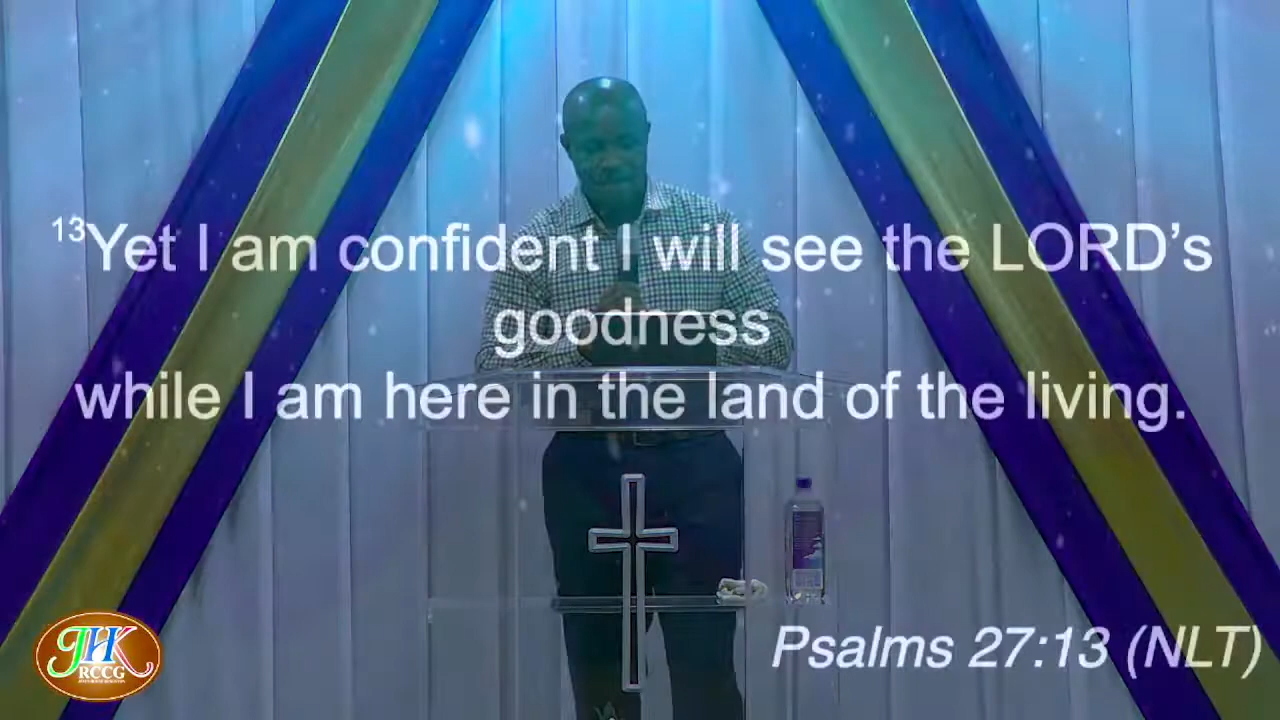 13Yet I am confident I will see the LORD’s
goodness
while I am here in the land of the living.
Psalms 27:13 (NLT)
JHK
RCCG